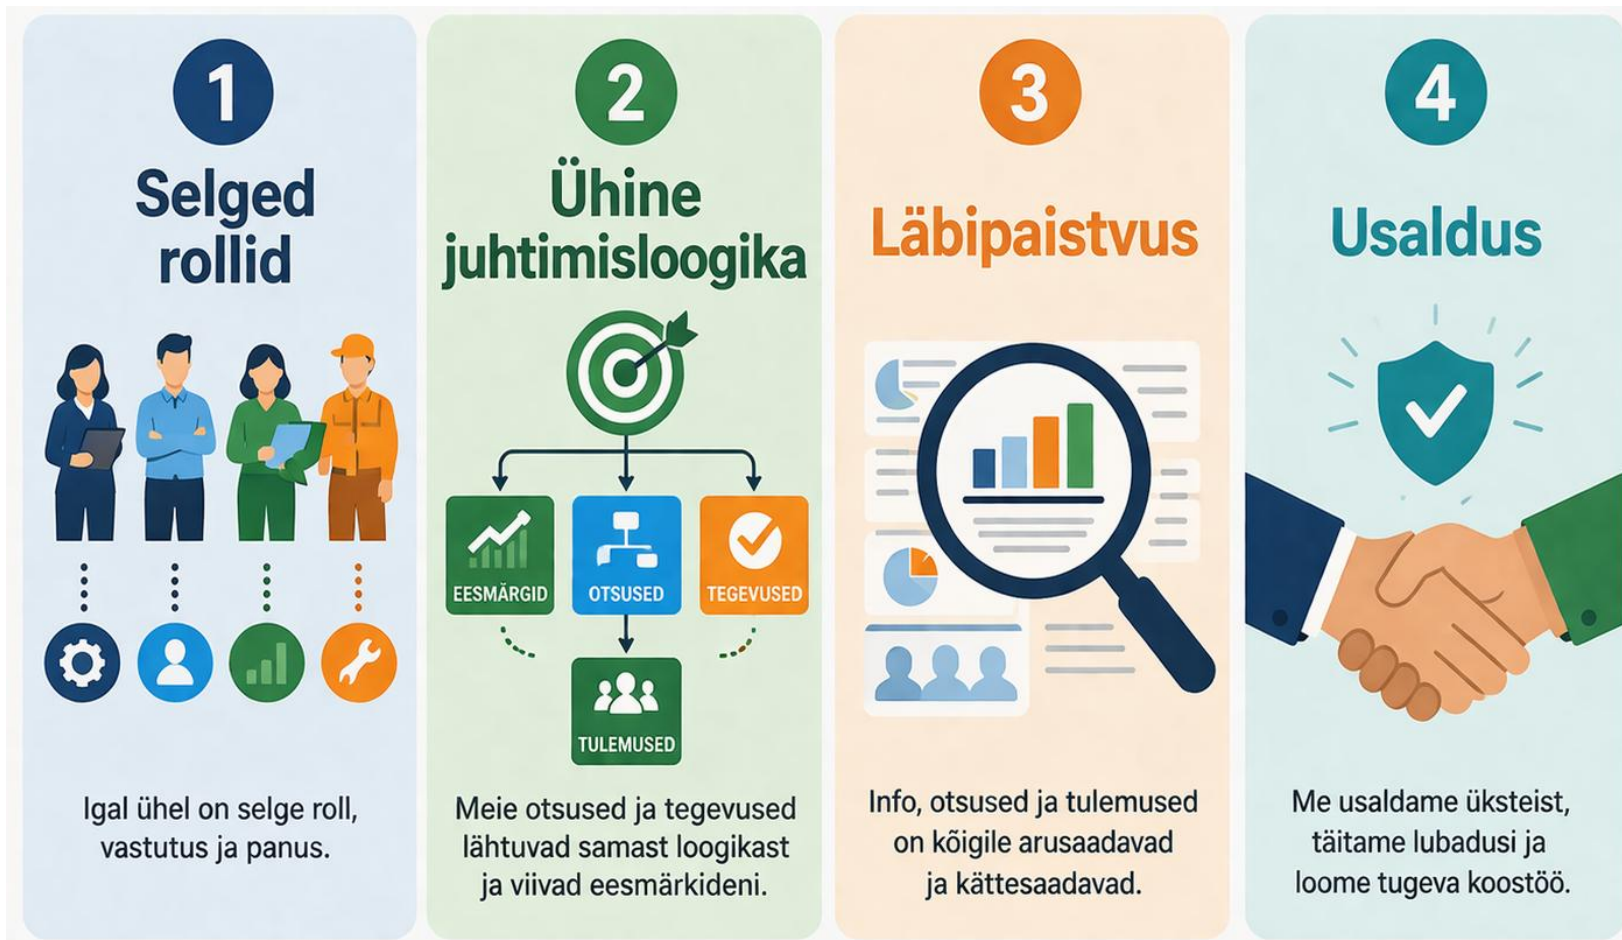 1
Selged
rollid
Igal ühel on selge roll,
vastutus ja panus.
2
Ühine
juhtimisloogika
EESMÄRGID
OTSUSED
TEGEVUSED
TULEMUSED
Meie otsused ja tegevused
lähtuvad samast loogikast
ja viivad eesmärkideni.
3
Läbipaistvus
Info, otsused ja tulemused
on kõigile arusaadavad
ja kättesaadavad.
4
Usaldus
Me usaldame üksteist,
täitame lubadusi ja
loome tugeva koostöö.